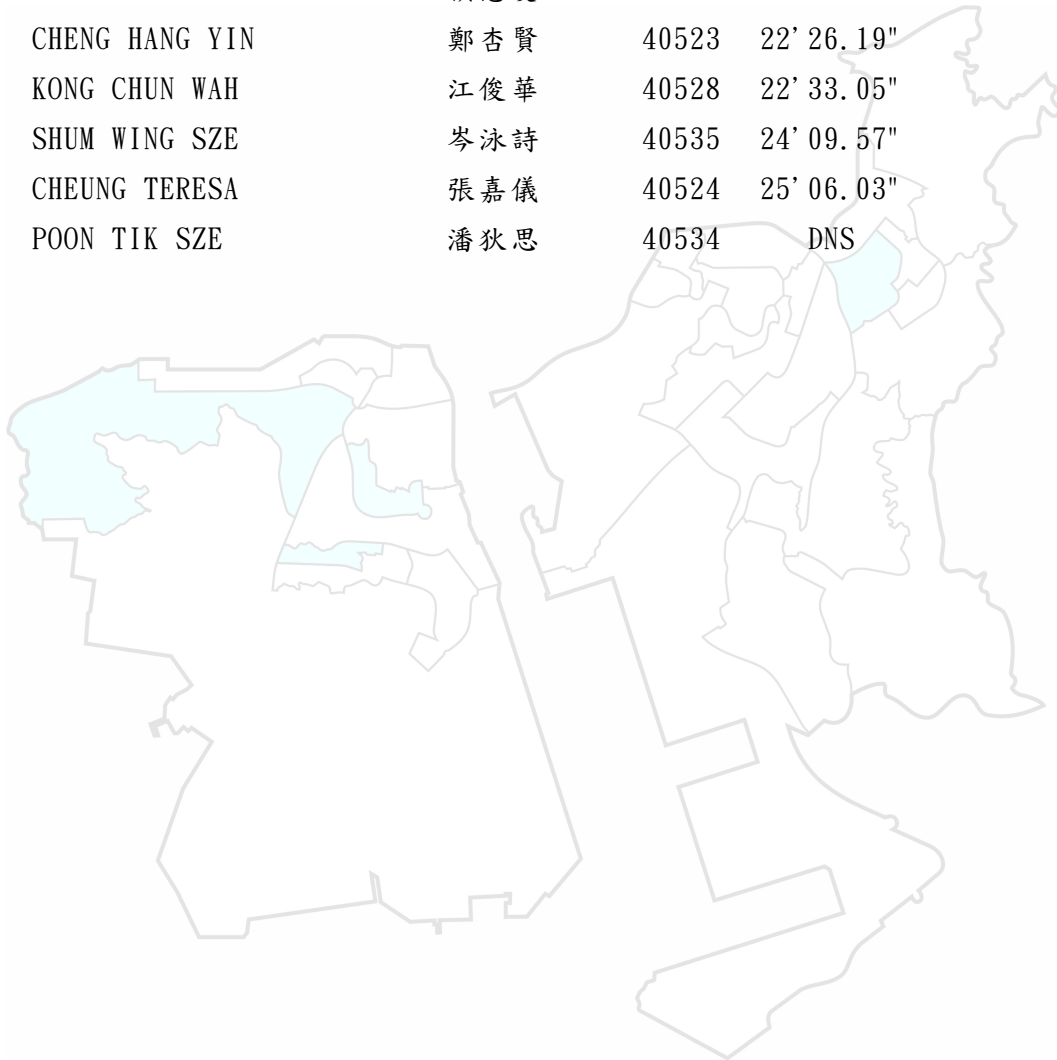 CHENG HANG YIN 鄭杏賢 40523 22'26.19"
KONG CHUN WAH 江俊華 40528 22'33.05"
SHUM WING SZE 岑泳詩 40535 24'09.57"
CHEUNG TERESA 張嘉儀 40524 25'06.03"
POON TIK SZE 潘狄思 40534 DNS